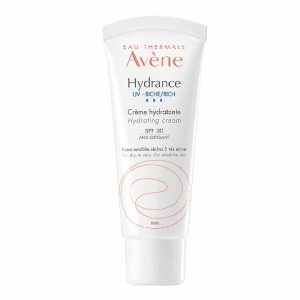 EAU THERMALE
Avène
Hydrance
UV - RICHE/RICH
Crème hydratante
Hydrating cream
SPF 30
ANTI-OXYDANT
Peaux sensibles sèches à très sèches
For dry to very dry sensitive skin